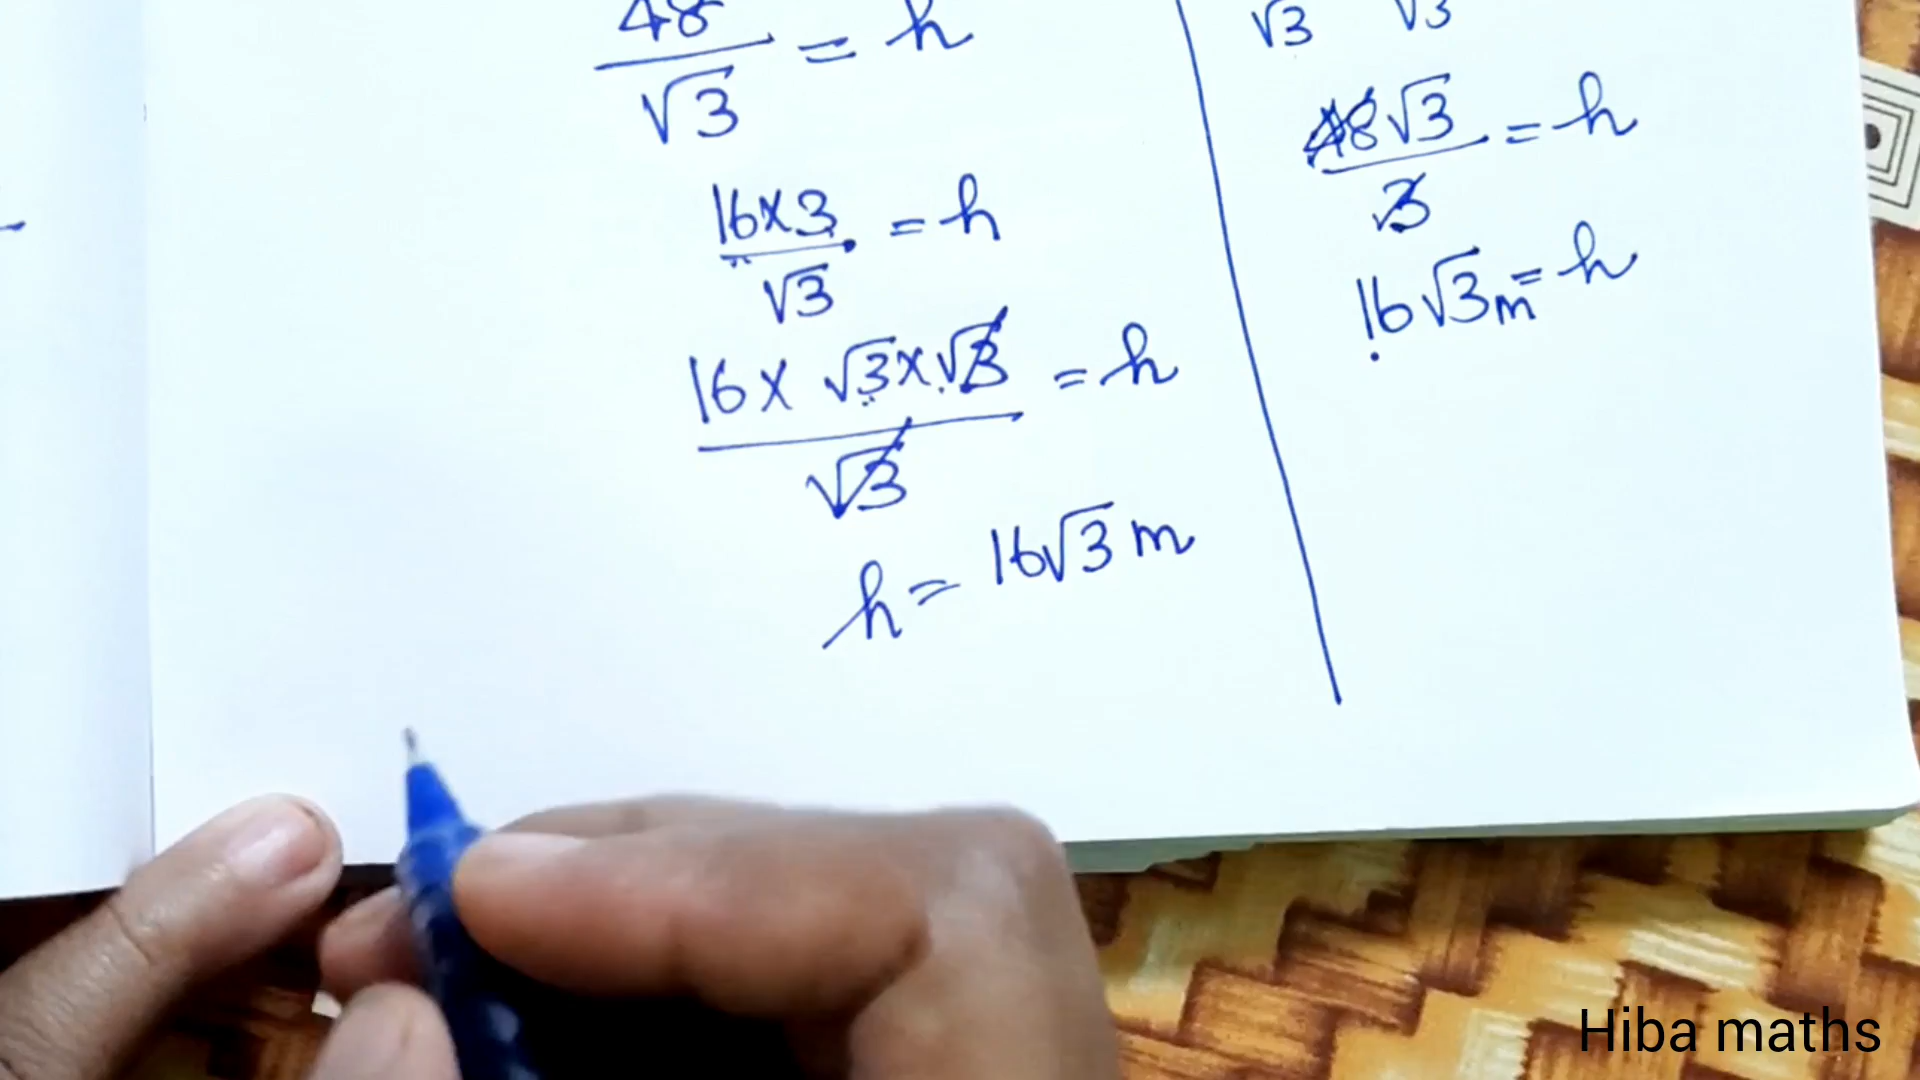 48/√3 = h
16×3/√3 = h
16× √3×√3/√3 = h
h = 16√3 m
√3 √3
48√3/3 = h
16√3 m = h
Hiba maths